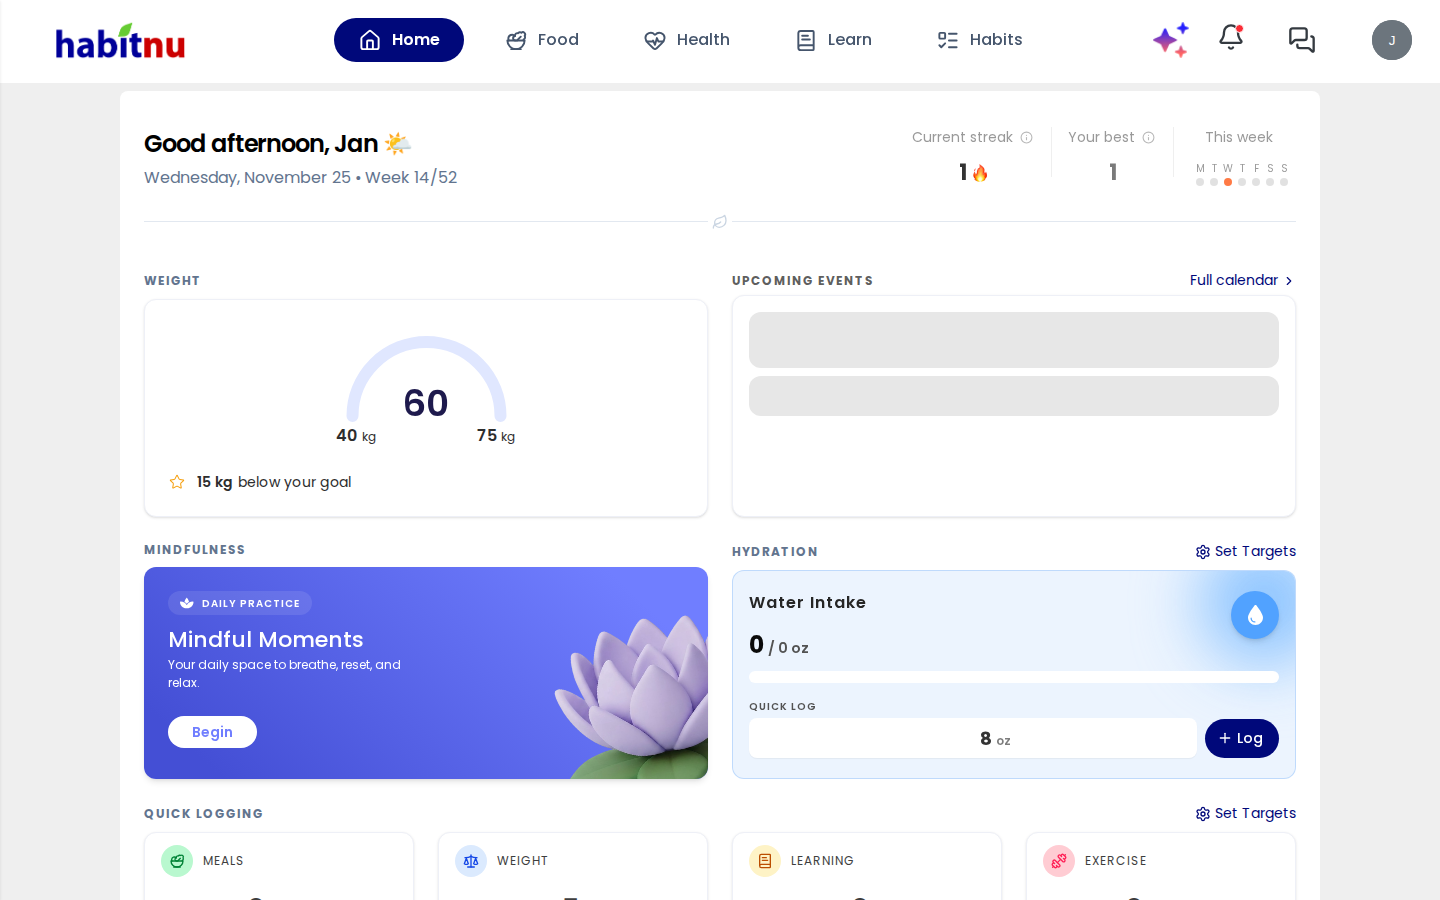 habitnu
Home
Food
Health
Learn
Habits
J
Good afternoon, Jan
Wednesday, November 25 • Week 14/52
Current streak
1
Your best
1
This week
M T W T F S S
WEIGHT
60
40 kg
75 kg
15 kg below your goal
UPCOMING EVENTS
Full calendar
MINDFULNESS
DAILY PRACTICE
Mindful Moments
Your daily space to breathe, reset, and
relax.
Begin
HYDRATION
Set Targets
Water Intake
0 / 0 oz
QUICK LOG
8 oz
+ Log
QUICK LOGGING
Set Targets
MEALS
WEIGHT
LEARNING
EXERCISE